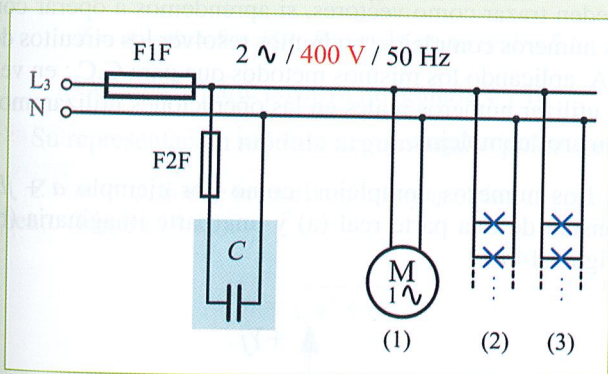 F1F 2 ∿ / 400 V / 50 Hz
L₃
N
F2F
C
M
1∿
(1) (2) (3)